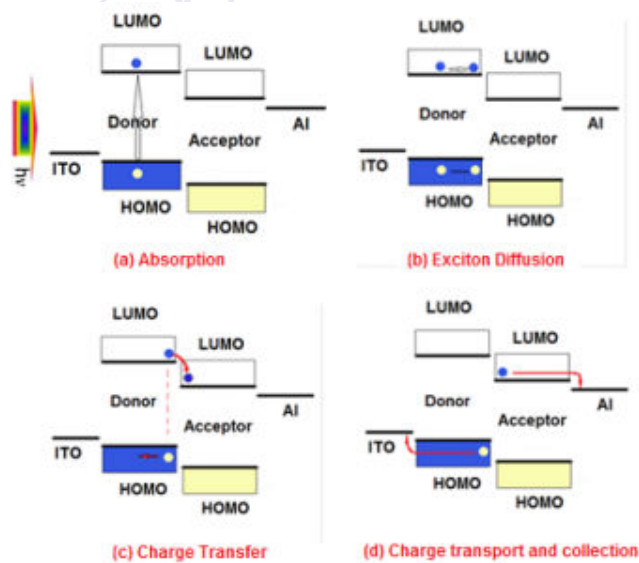 LUMO
LUMO
Donor
Acceptor
Al
hν
ITO
HOMO
HOMO
(a) Absorption
LUMO
LUMO
Donor
Acceptor
Al
ITO
HOMO
HOMO
(b) Exciton Diffusion
LUMO
LUMO
Donor
Acceptor
Al
ITO
HOMO
HOMO
(c) Charge Transfer
LUMO
LUMO
Donor
Acceptor
Al
ITO
HOMO
HOMO
(d) Charge transport and collection